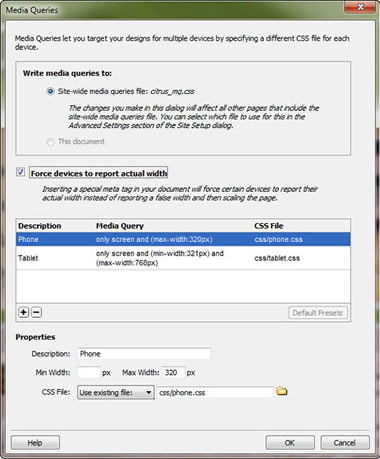 Media Queries
Media Queries let you target your designs for multiple devices by specifying a different CSS file for each
device.
Write media queries to:
Site-wide media queries file: citrus_mq.css
The changes you make in this dialog will affect all other pages that include the
site-wide media queries file. You can select which file to use for this in the
Advanced Settings section of the Site Setup dialog.
This document
Force devices to report actual width
Inserting a special meta tag in your document will force certain devices to report their
actual width instead of reporting a false width and then scaling the page.
Description Media Query CSS File
Phone only screen and (max-width:320px) css/phone.css
Tablet only screen and (min-width:321px) and css/tablet.css
(max-width:768px)
Default Presets
Properties
Description: Phone
Min Width: px Max Width: 320 px
CSS File: Use existing file: css/phone.css
Help OK Cancel